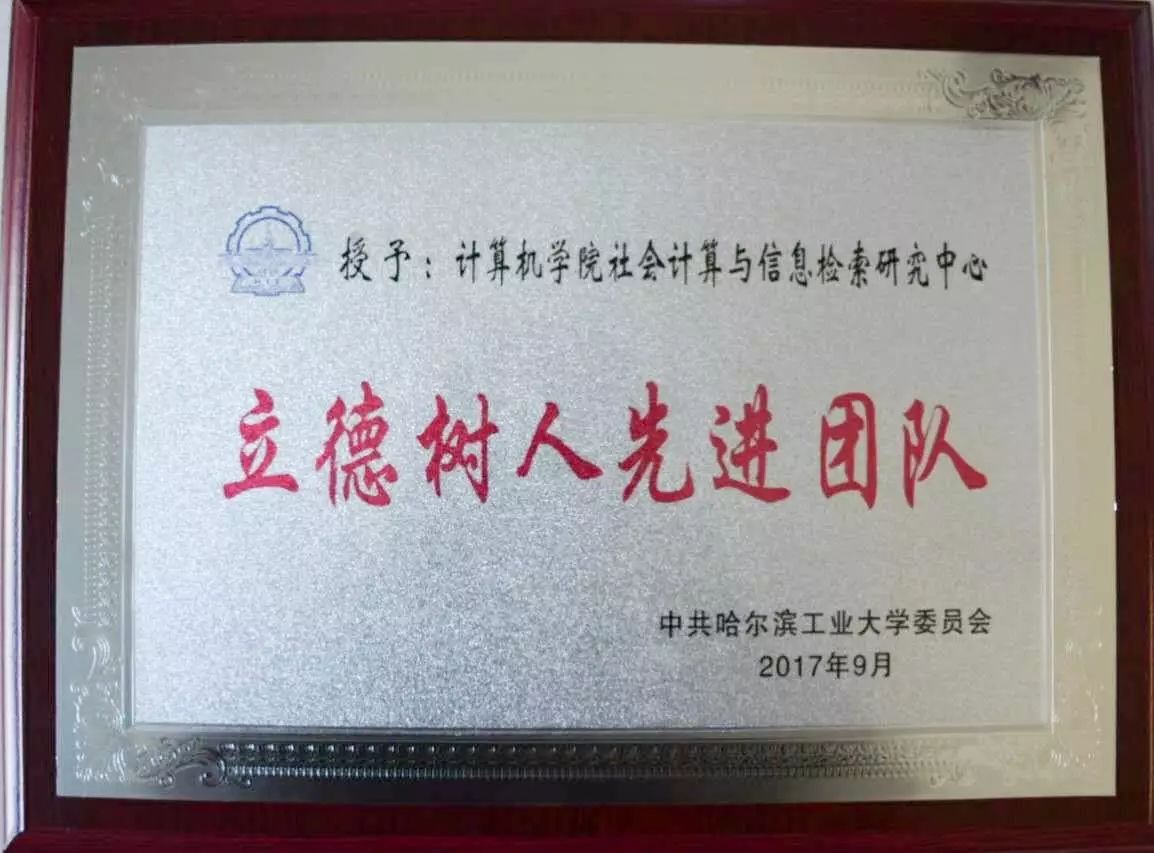 授予：计算机学院社会计算与信息检索研究中心
立德树人先进团队
中共哈尔滨工业大学委员会
2017年9月